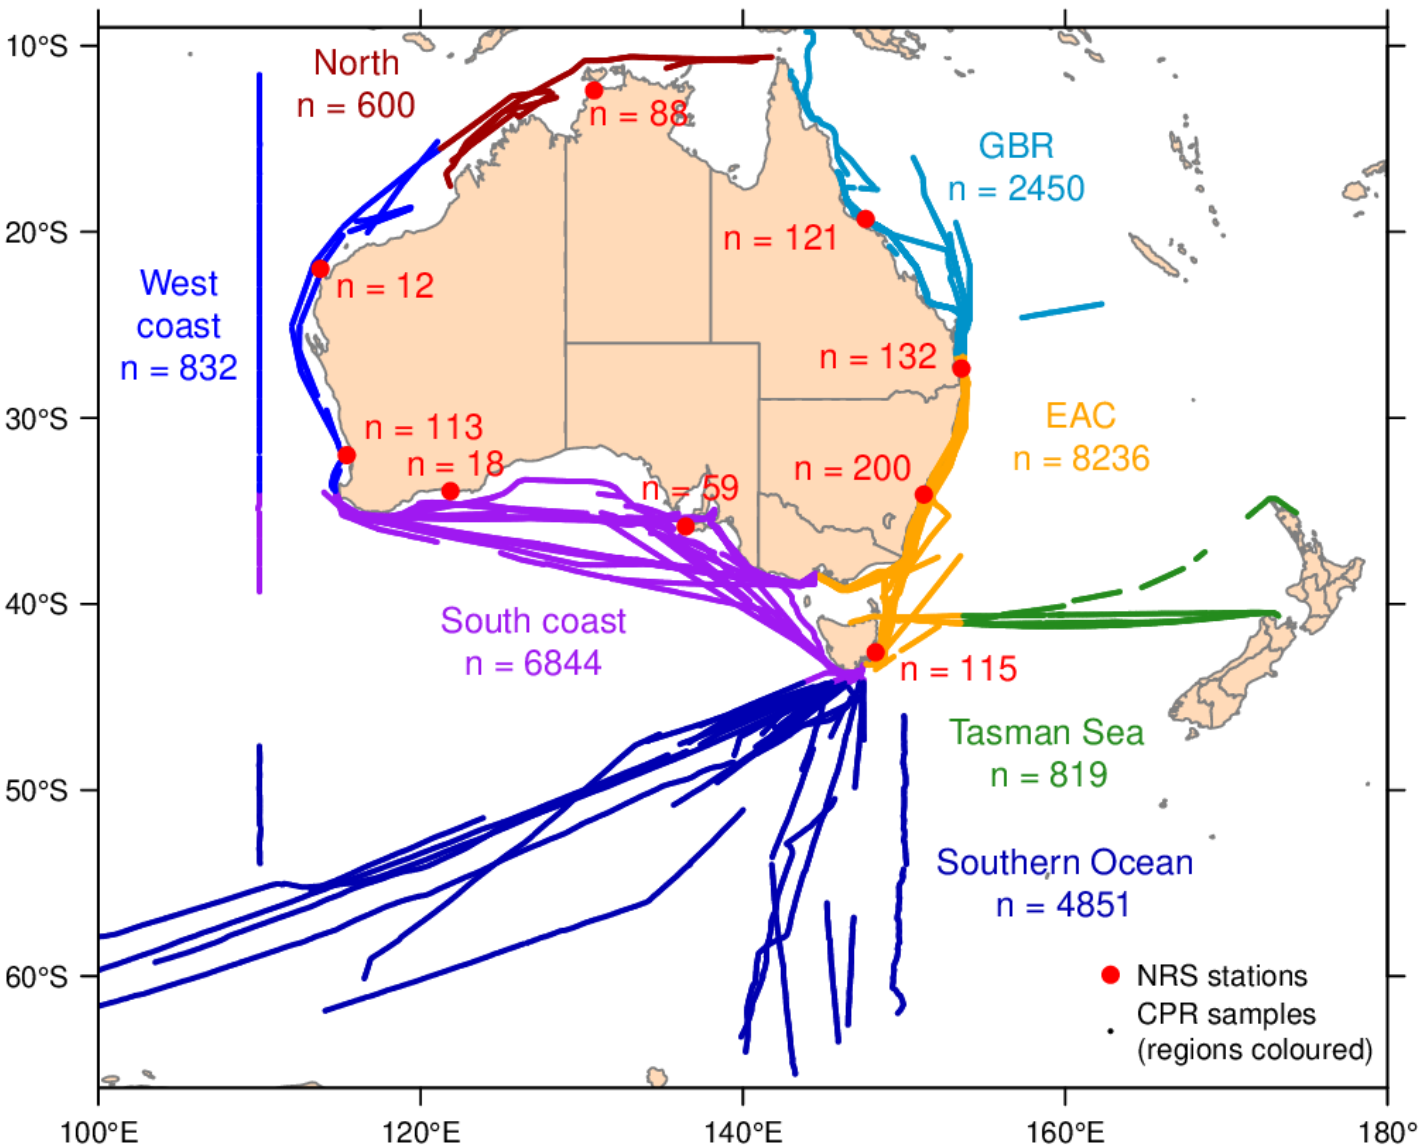 10°S
20°S
30°S
40°S
50°S
60°S
North
n = 600
n = 88
GBR
n = 2450
n = 121
West
coast
n = 832
n = 12
n = 132
n = 113
n = 18
n = 59
n = 200
EAC
n = 8236
South coast
n = 6844
n = 115
Tasman Sea
n = 819
Southern Ocean
n = 4851
NRS stations
CPR samples
(regions coloured)
100°E
120°E
140°E
160°E
180°